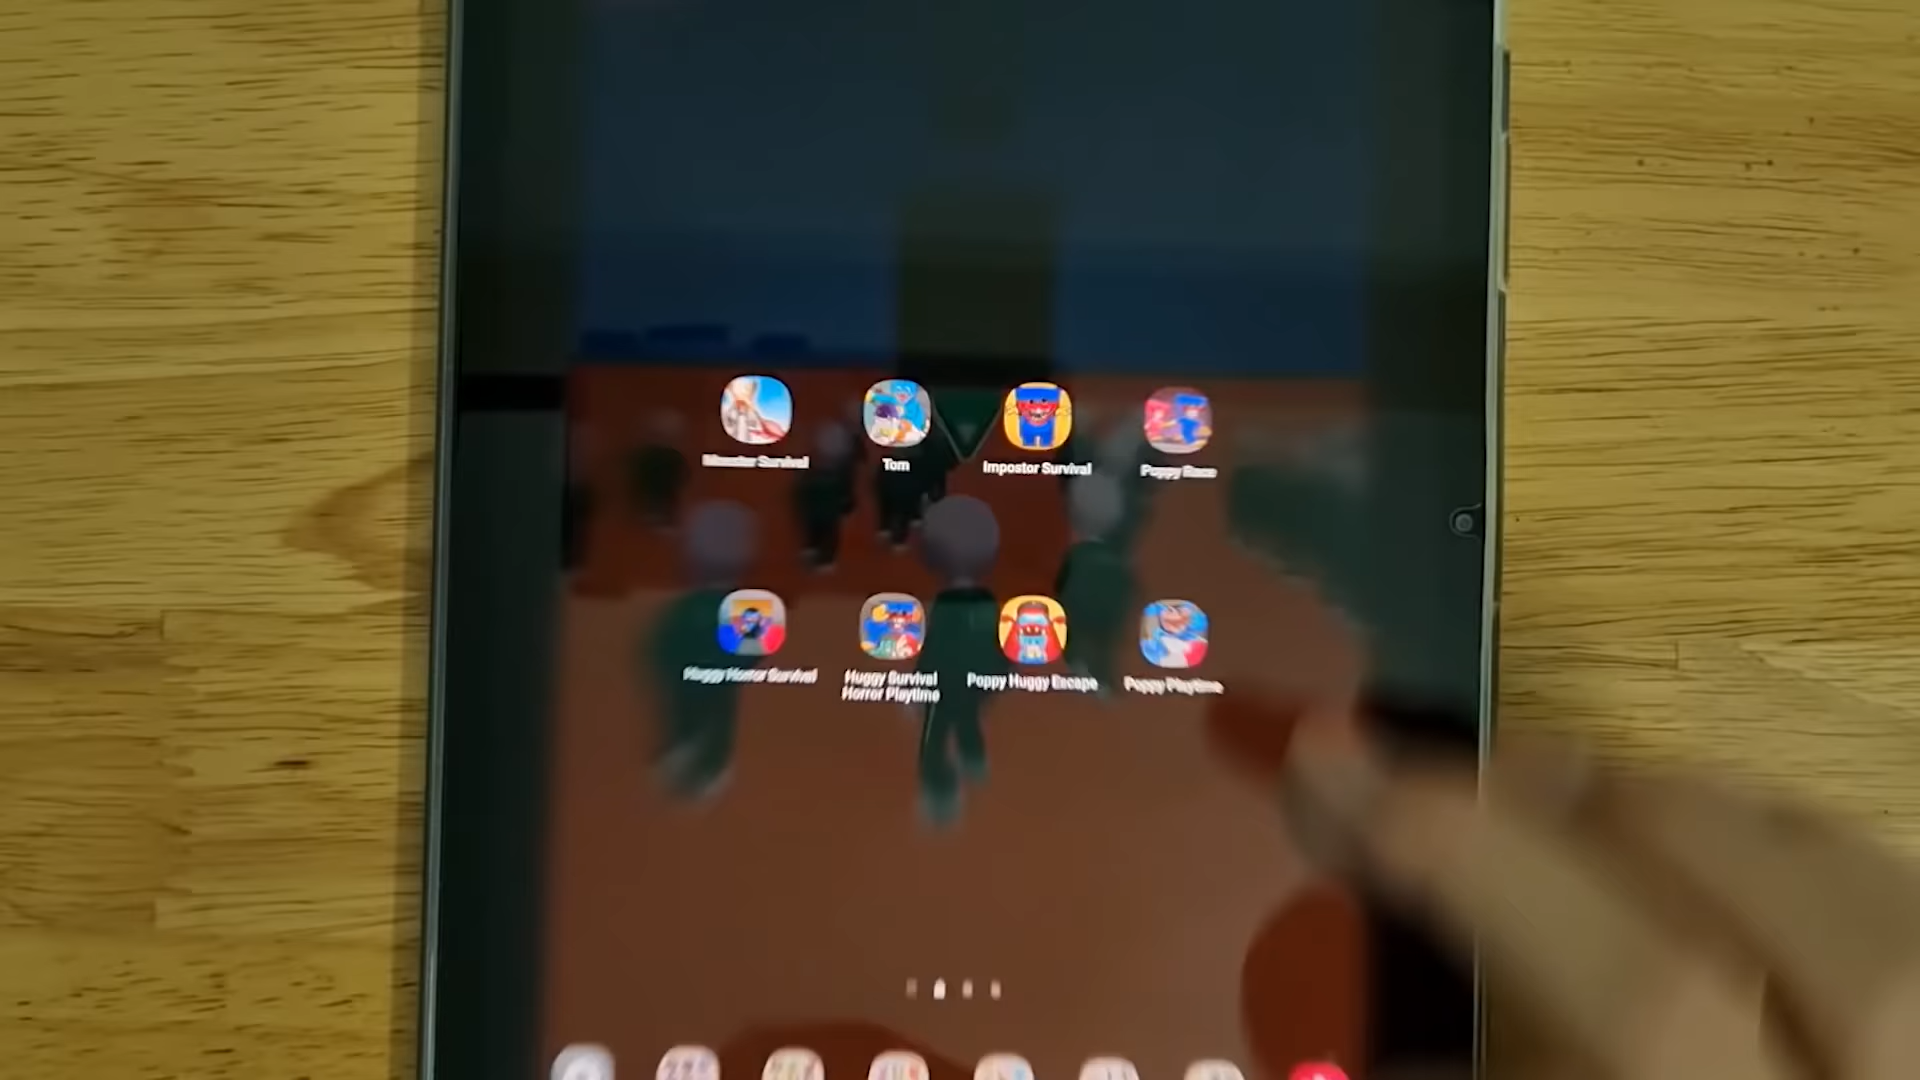 Monster Survival
Tom
Impostor Survival
Poppy Race
Huggy Horror Survival
Huggy Survival
Horror Playtime
Poppy Huggy Escape
Poppy Playtime